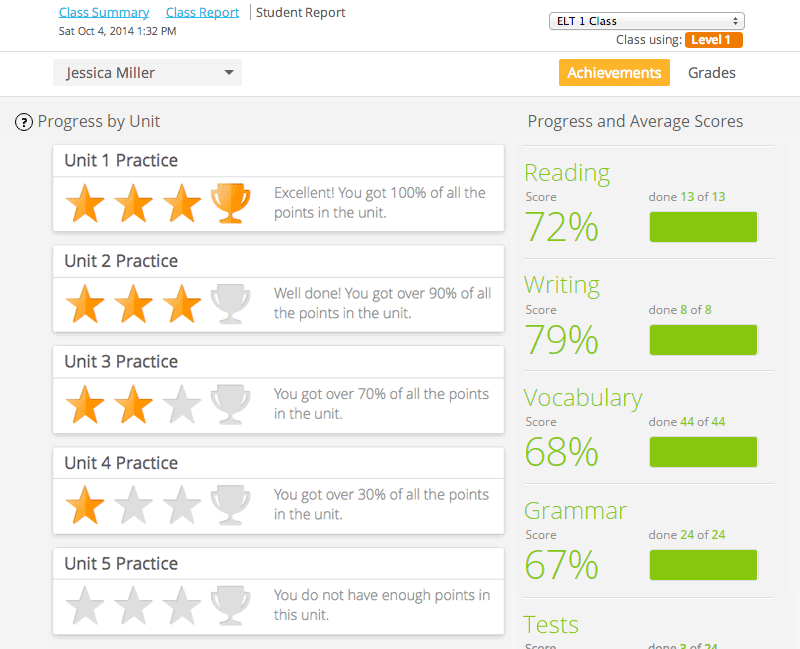 Class Summary Class Report Student Report
Sat Oct 4, 2014 1:32 PM
ELT 1 Class
Class using: Level 1
Jessica Miller
Achievements Grades
? Progress by Unit
Unit 1 Practice
Excellent! You got 100% of all the
points in the unit.
Unit 2 Practice
Well done! You got over 90% of all
the points in the unit.
Unit 3 Practice
You got over 70% of all the points
in the unit.
Unit 4 Practice
You got over 30% of all the points
in the unit.
Unit 5 Practice
You do not have enough points in
this unit.
Progress and Average Scores
Reading
Score done 13 of 13
72%
Writing
Score done 8 of 8
79%
Vocabulary
Score done 44 of 44
68%
Grammar
Score done 24 of 24
67%
Tests
Score done 3 of 24